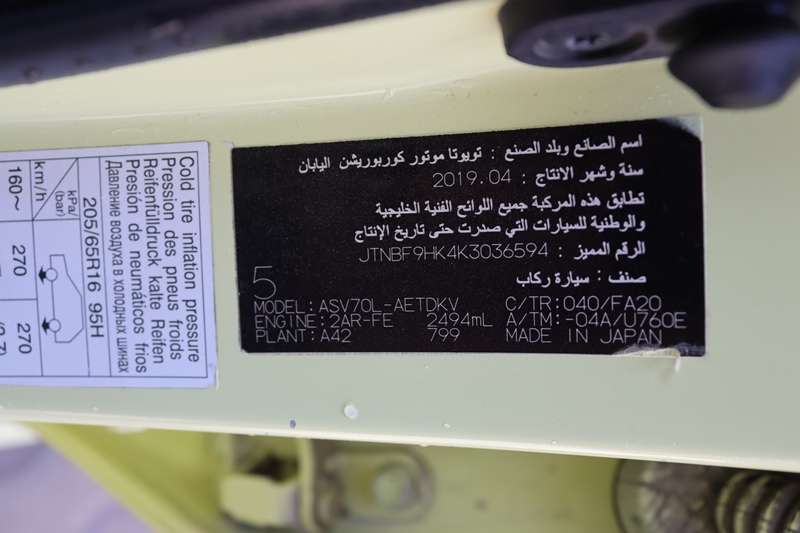 اسم الصانع وبلد الصنع : تويوتا موتور كوربوريشن اليابان
سنة وشهر الانتاج : 2019.04
تطابق هذه المركبة جميع اللوائح الفنية الخليجية
والوطنية للسيارات التي صدرت حتى تاريخ الإنتاج
الرقم المميز : JTNBF9HK4K3036594
صنف : سيارة ركاب
5
MODEL: ASV70L-AETDKV C/TR: 040/FA20
ENGINE: 2AR-FE 2494mL A/TM: -04A/U760E
PLANT: A42 799 MADE IN JAPAN
Cold tire inflation pressure
Pression des pneus froids
Reifenfülldruck kalte Reifen
Presión de neumáticos frios
Давление воздуха в холодных шинах
205/65R16 95H
kPa
(bar)
km/h
160~
270
270